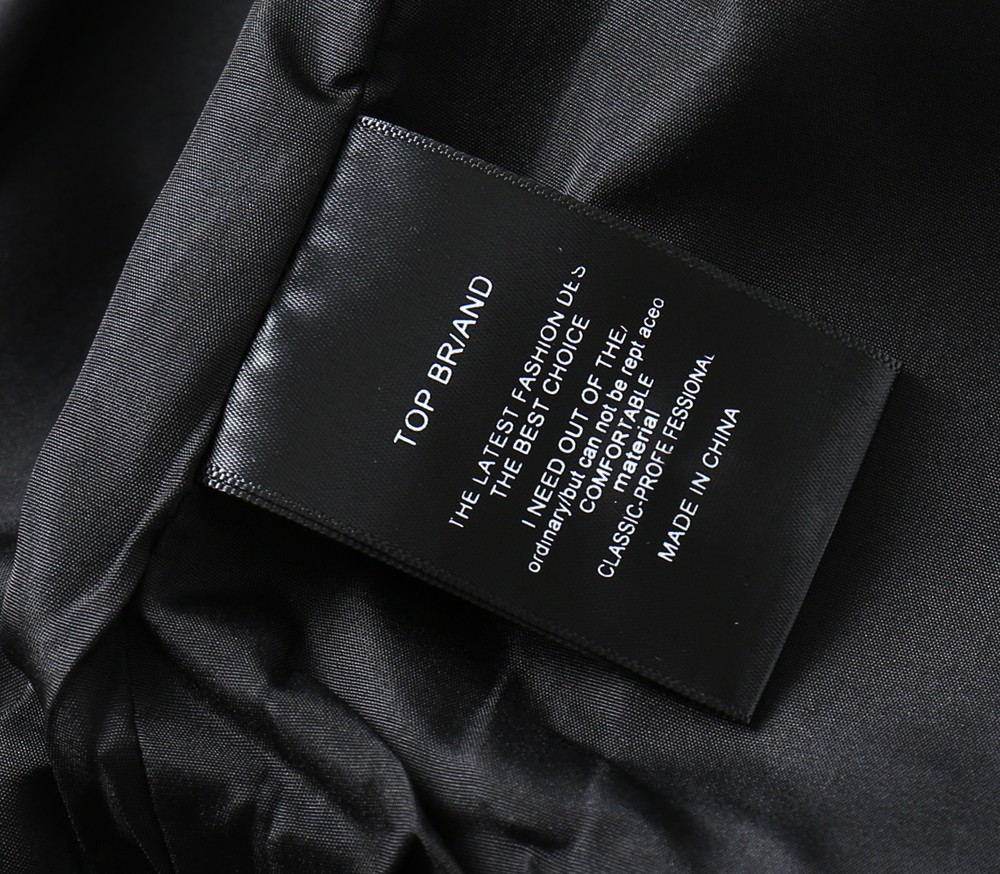 TOP BR/AND
THE LATEST FASHION DES
THE BEST CHOICE
I NEED OUT OF THE,
ordinary/but can not be rept aceo
COMFORTABLE
material
CLASSIC-PROFE FESSIONAL
MADE IN CHINA